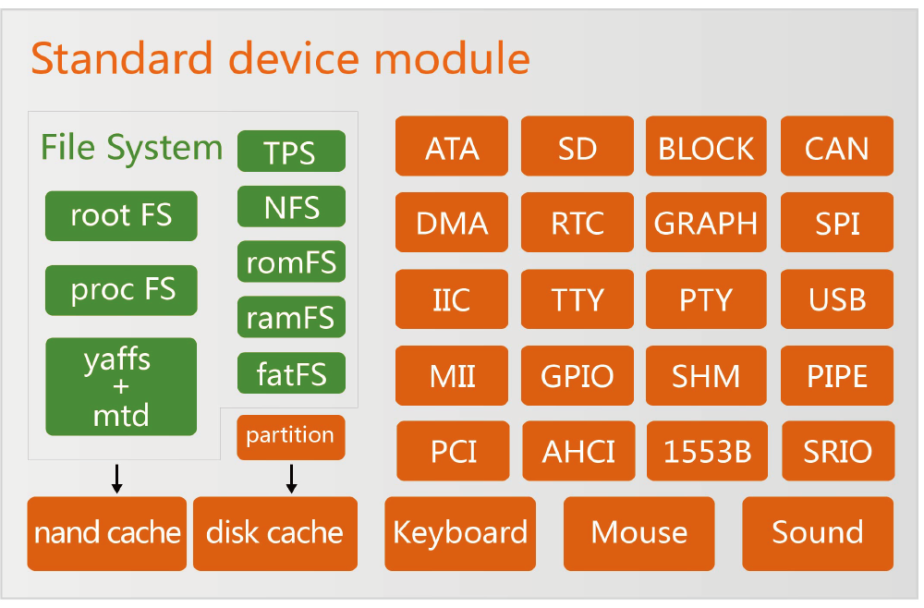 Standard device module
File System
root FS
proc FS
yaffs
+
mtd
TPS
NFS
romFS
ramFS
fatFS
partition
nand cache
disk cache
ATA
SD
BLOCK
CAN
DMA
RTC
GRAPH
SPI
IIC
TTY
PTY
USB
MII
GPIO
SHM
PIPE
PCI
AHCI
1553B
SRIO
Keyboard
Mouse
Sound